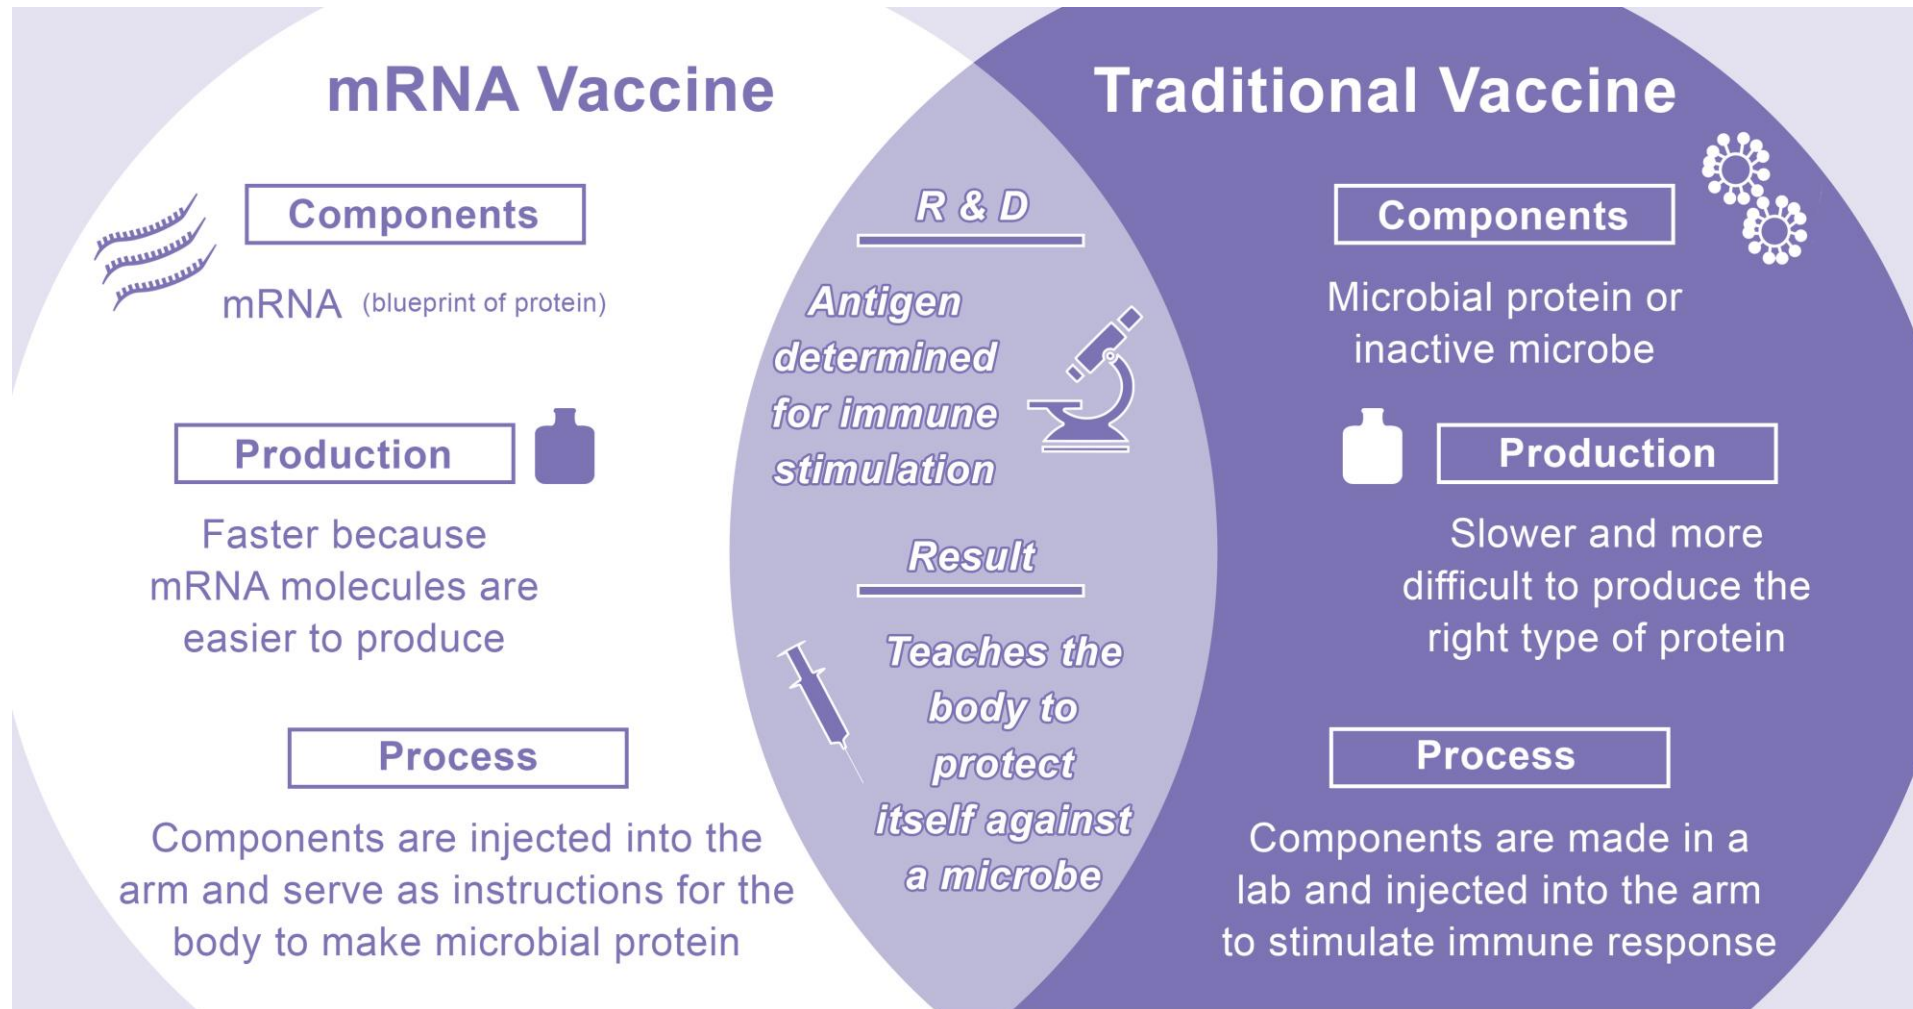 mRNA Vaccine
Components
mRNA (blueprint of protein)
Production
Faster because
mRNA molecules are
easier to produce
Process
Components are injected into the
arm and serve as instructions for the
body to make microbial protein
R & D
Antigen
determined
for immune
stimulation
Result
Teaches the
body to
protect
itself against
a microbe
Traditional Vaccine
Components
Microbial protein or
inactive microbe
Production
Slower and more
difficult to produce the
right type of protein
Process
Components are made in a
lab and injected into the arm
to stimulate immune response